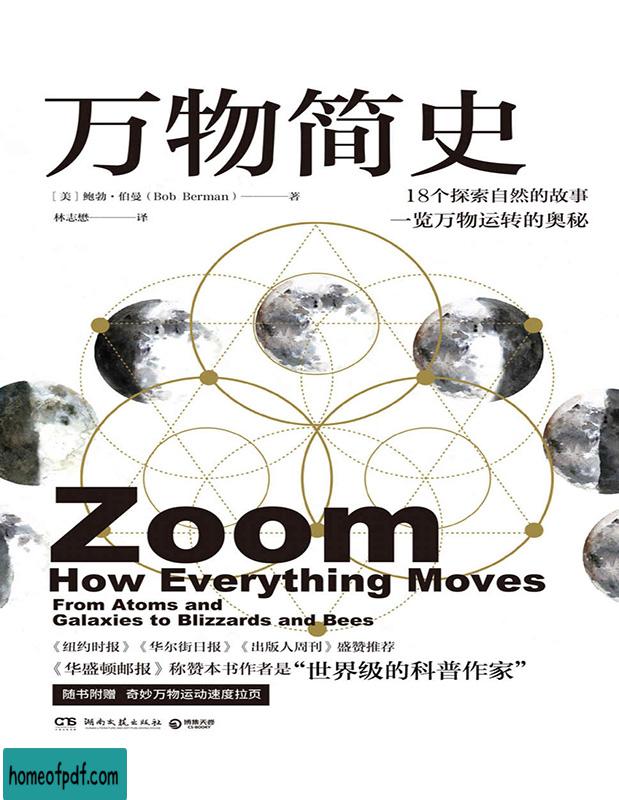 万物简史
[美]鲍勃·伯曼(Bob Berman)———著
林志懋———译
18个探索自然的故事
一览万物运转的奥秘
Zoom
How Everything Moves
From Atoms and
Galaxies to Blizzards and Bees
《纽约时报》《华尔街日报》《出版人周刊》盛赞推荐
《华盛顿邮报》称赞本书作者是“世界级的科普作家”
随书附赠 奇妙万物运动速度拉页
湖南文艺出版社
博集天卷
CS-BOOKY
homeofpdf.com